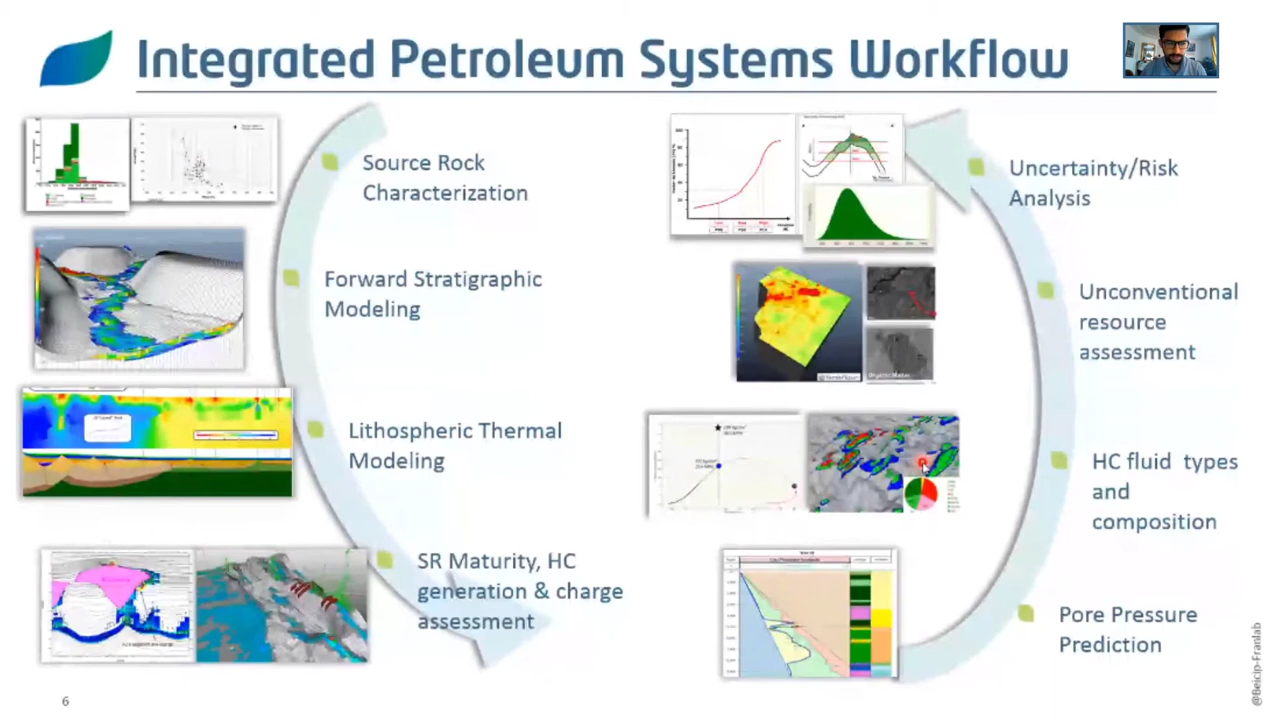 Integrated Petroleum Systems Workflow
Source Rock
Characterization
Forward Stratigraphic
Modeling
Lithospheric Thermal
Modeling
SR Maturity, HC
generation & charge
assessment
Uncertainty/Risk
Analysis
Unconventional
resource
assessment
HC fluid types
and
composition
Pore Pressure
Prediction
6
@Beicip-Franlab